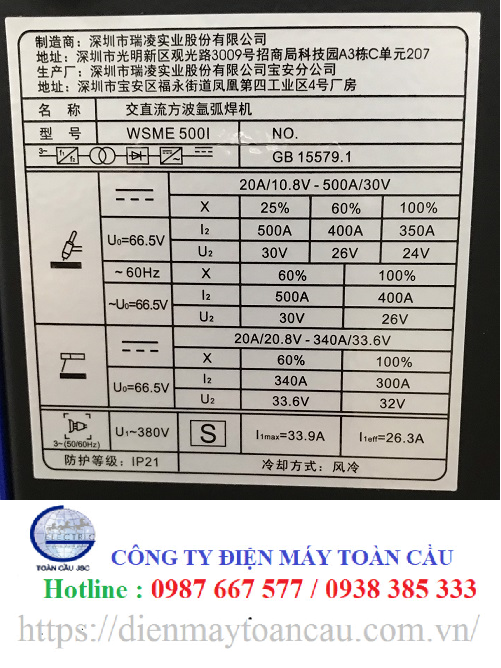 制造商：深圳市瑞凌实业股份有限公司
地址：深圳市光明新区观光路3009号招商局科技园A3栋C单元207
生产厂：深圳市瑞凌实业股份有限公司宝安分公司
地址：深圳市宝安区福永街道凤凰第四工业区4号厂房
名 称 交直流方波氩弧焊机
型 号 WSME 500I NO.
3~ f₁ f₂ GB 15579.1
20A/10.8V - 500A/30V
X 25% 60% 100%
U₀=66.5V I₂ 500A 400A 350A
U₂ 30V 26V 24V
~ 60Hz X 60% 100%
~U₀=66.5V I₂ 500A 400A
U₂ 30V 26V
20A/20.8V - 340A/33.6V
X 60% 100%
U₀=66.5V I₂ 340A 300A
U₂ 33.6V 32V
3~(50/60Hz) U₁~380V S I₁max=33.9A I₁eff=26.3A
防护等级：IP21 冷却方式：风冷
ELECTRIC
TOÀN CẦU JSC
CÔNG TY ĐIỆN MÁY TOÀN CẦU
Hotline : 0987 667 577 / 0938 385 333
https://dienmaytoancau.com.vn/